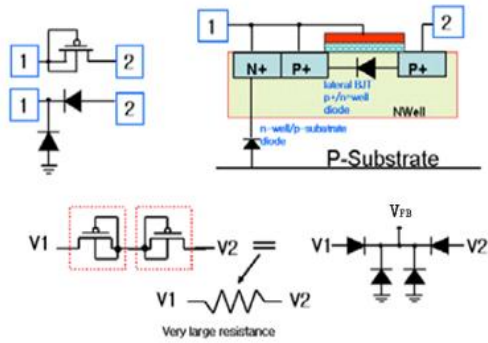 1
2
1
2
1
2
N+
P+
P+
lateral BJT
p+/n-well
diode
NWell
n-well/p-substrate
diode
P-Substrate
V1
V2
V1
V2
Very large resistance
VFB
V1
V2